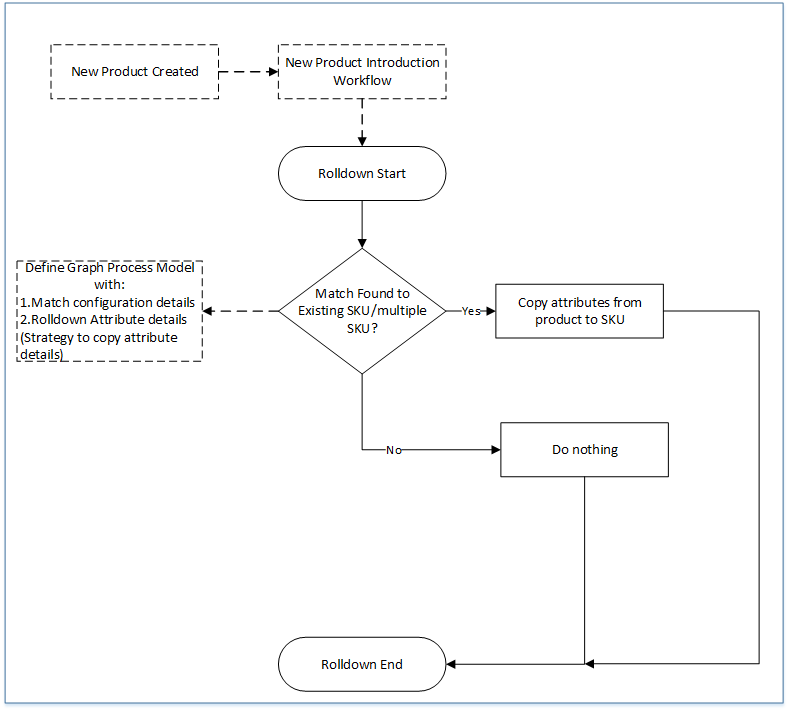 New Product Created
New Product Introduction
Workflow
Rolldown Start
Define Graph Process Model
with:
1.Match configuration details
2.Rolldown Attribute details
(Strategy to copy attribute
details)
Match Found to
Existing SKU/multiple
SKU?
Yes
Copy attributes from
product to SKU
No
Do nothing
Rolldown End